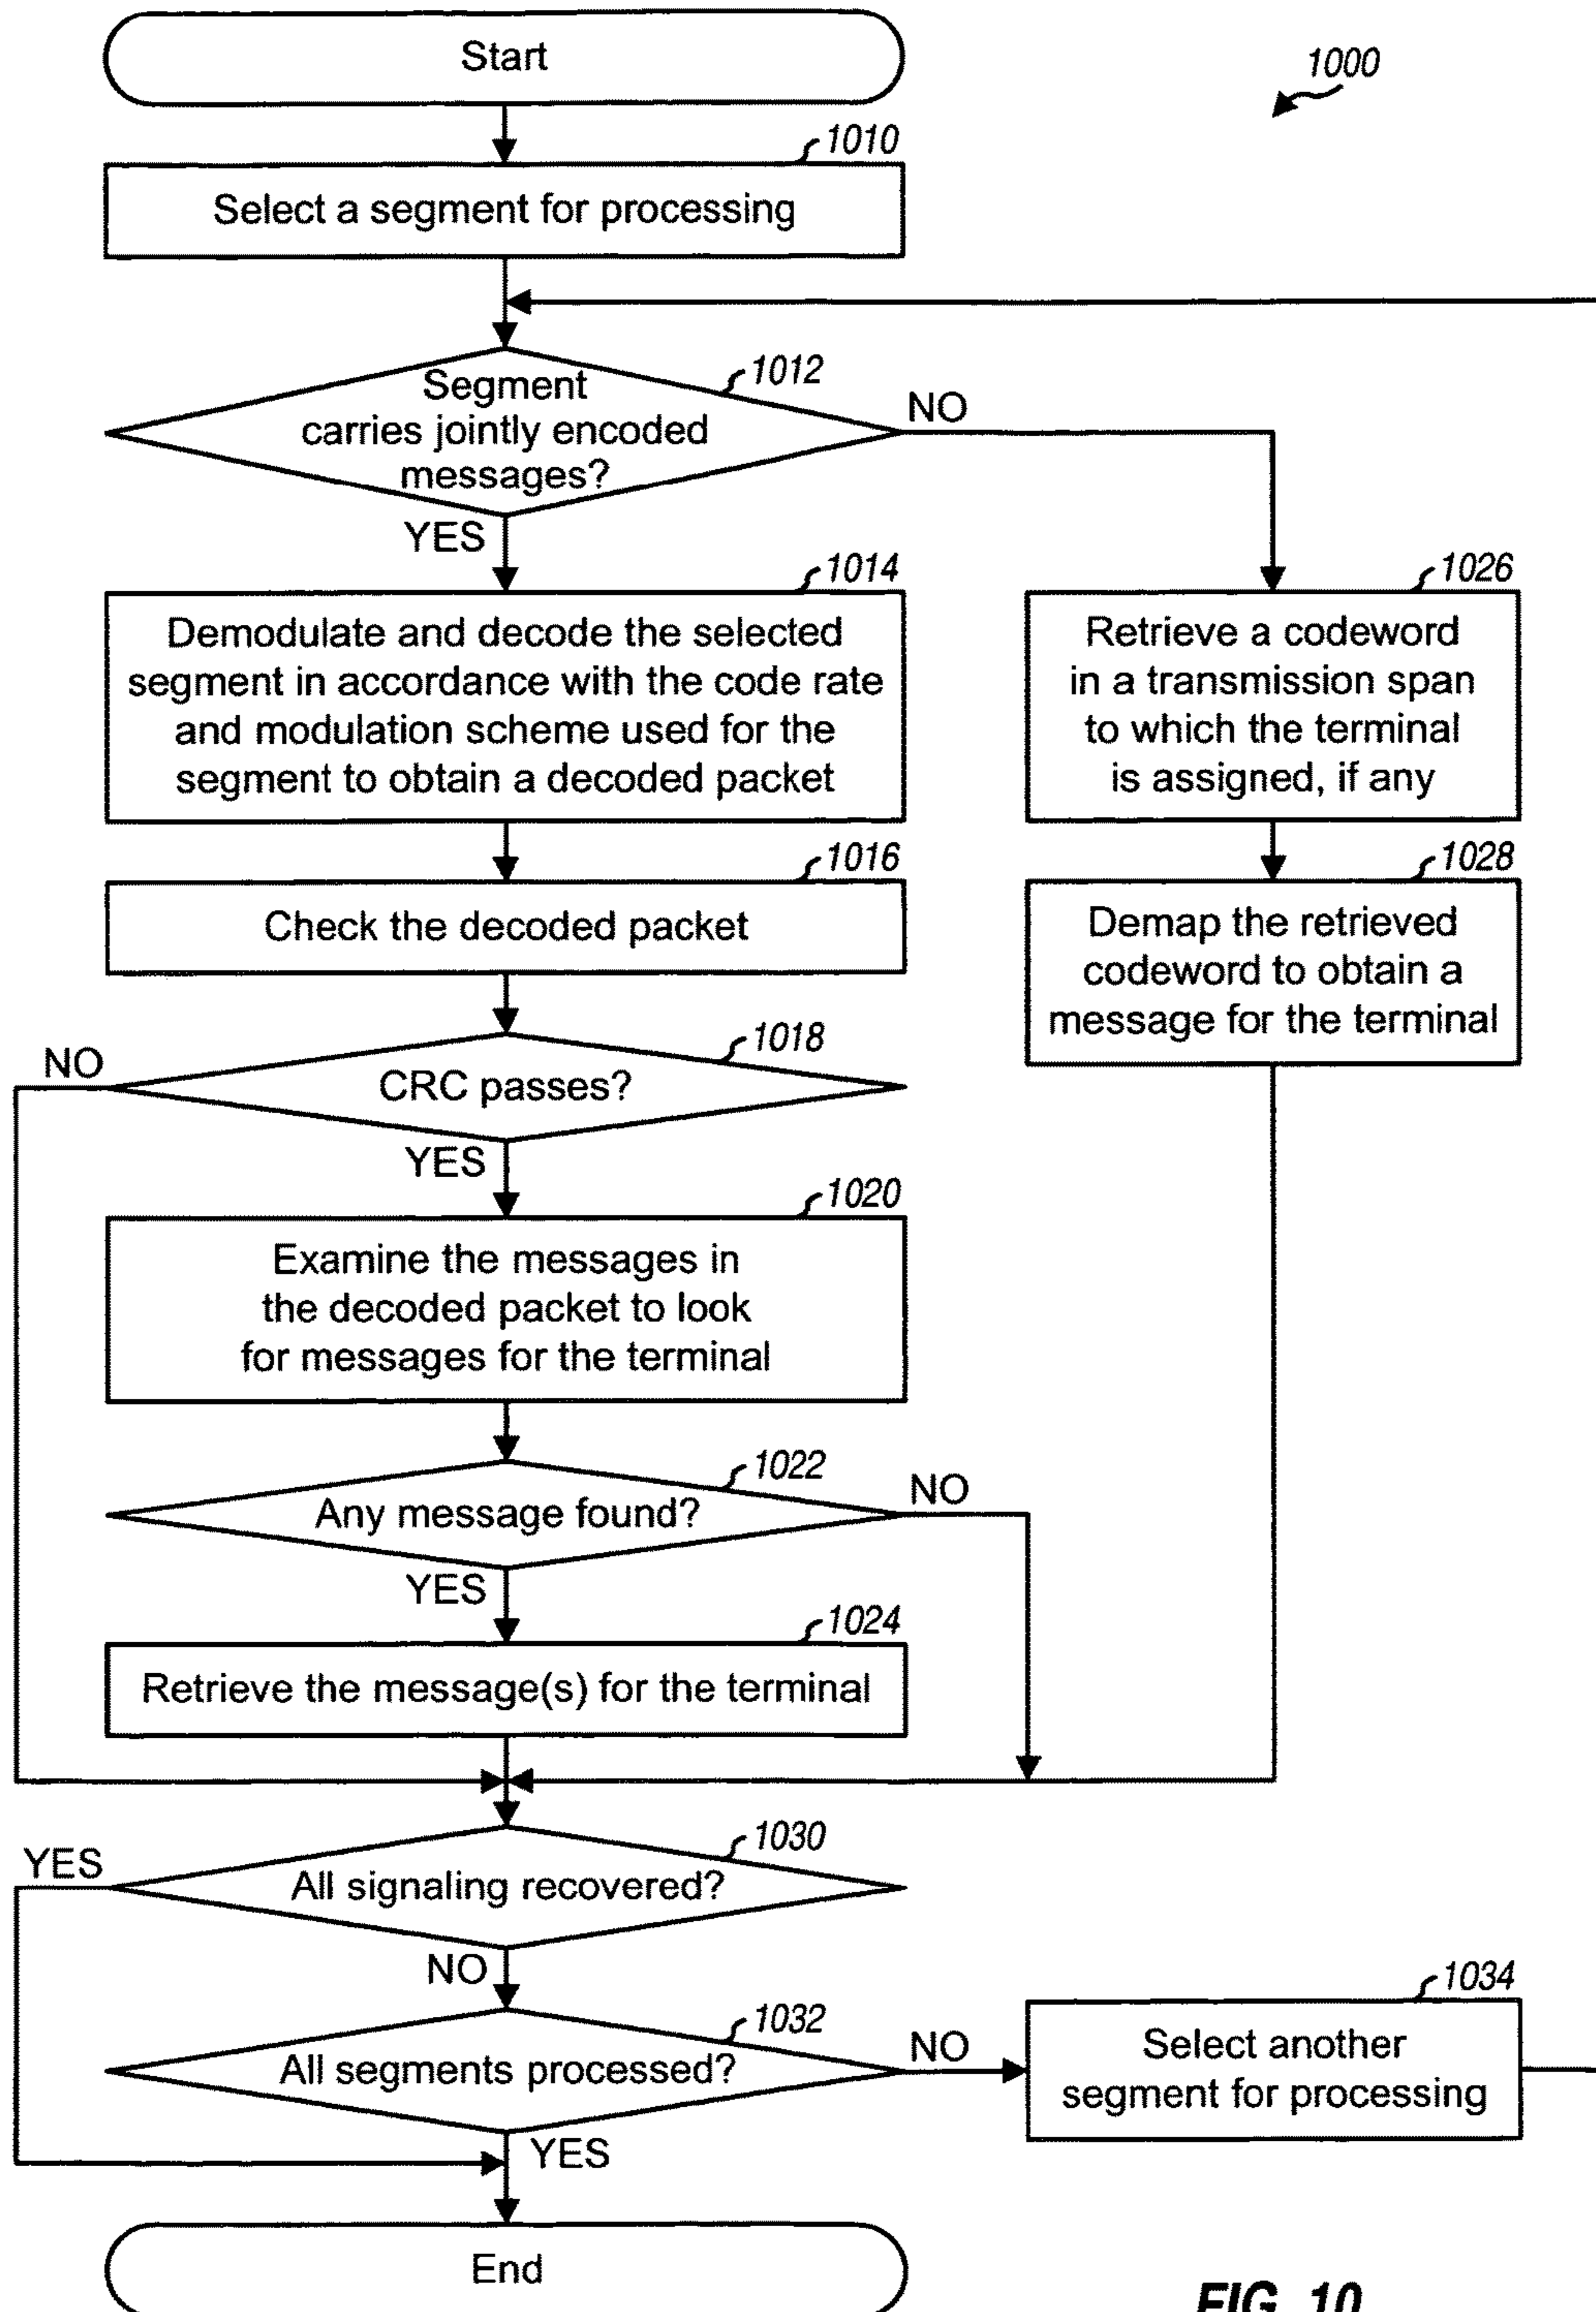 Start
1000
1010
Select a segment for processing
1012
Segment
carries jointly encoded
messages?
NO
YES
1014
Demodulate and decode the selected
segment in accordance with the code rate
and modulation scheme used for the
segment to obtain a decoded packet
1026
Retrieve a codeword
in a transmission span
to which the terminal
is assigned, if any
1016
Check the decoded packet
1028
Demap the retrieved
codeword to obtain a
message for the terminal
1018
NO
CRC passes?
YES
1020
Examine the messages in
the decoded packet to look
for messages for the terminal
1022
Any message found?
NO
YES
1024
Retrieve the message(s) for the terminal
1030
YES
All signaling recovered?
NO
1032
All segments processed?
NO
1034
Select another
segment for processing
YES
End
FIG. 10